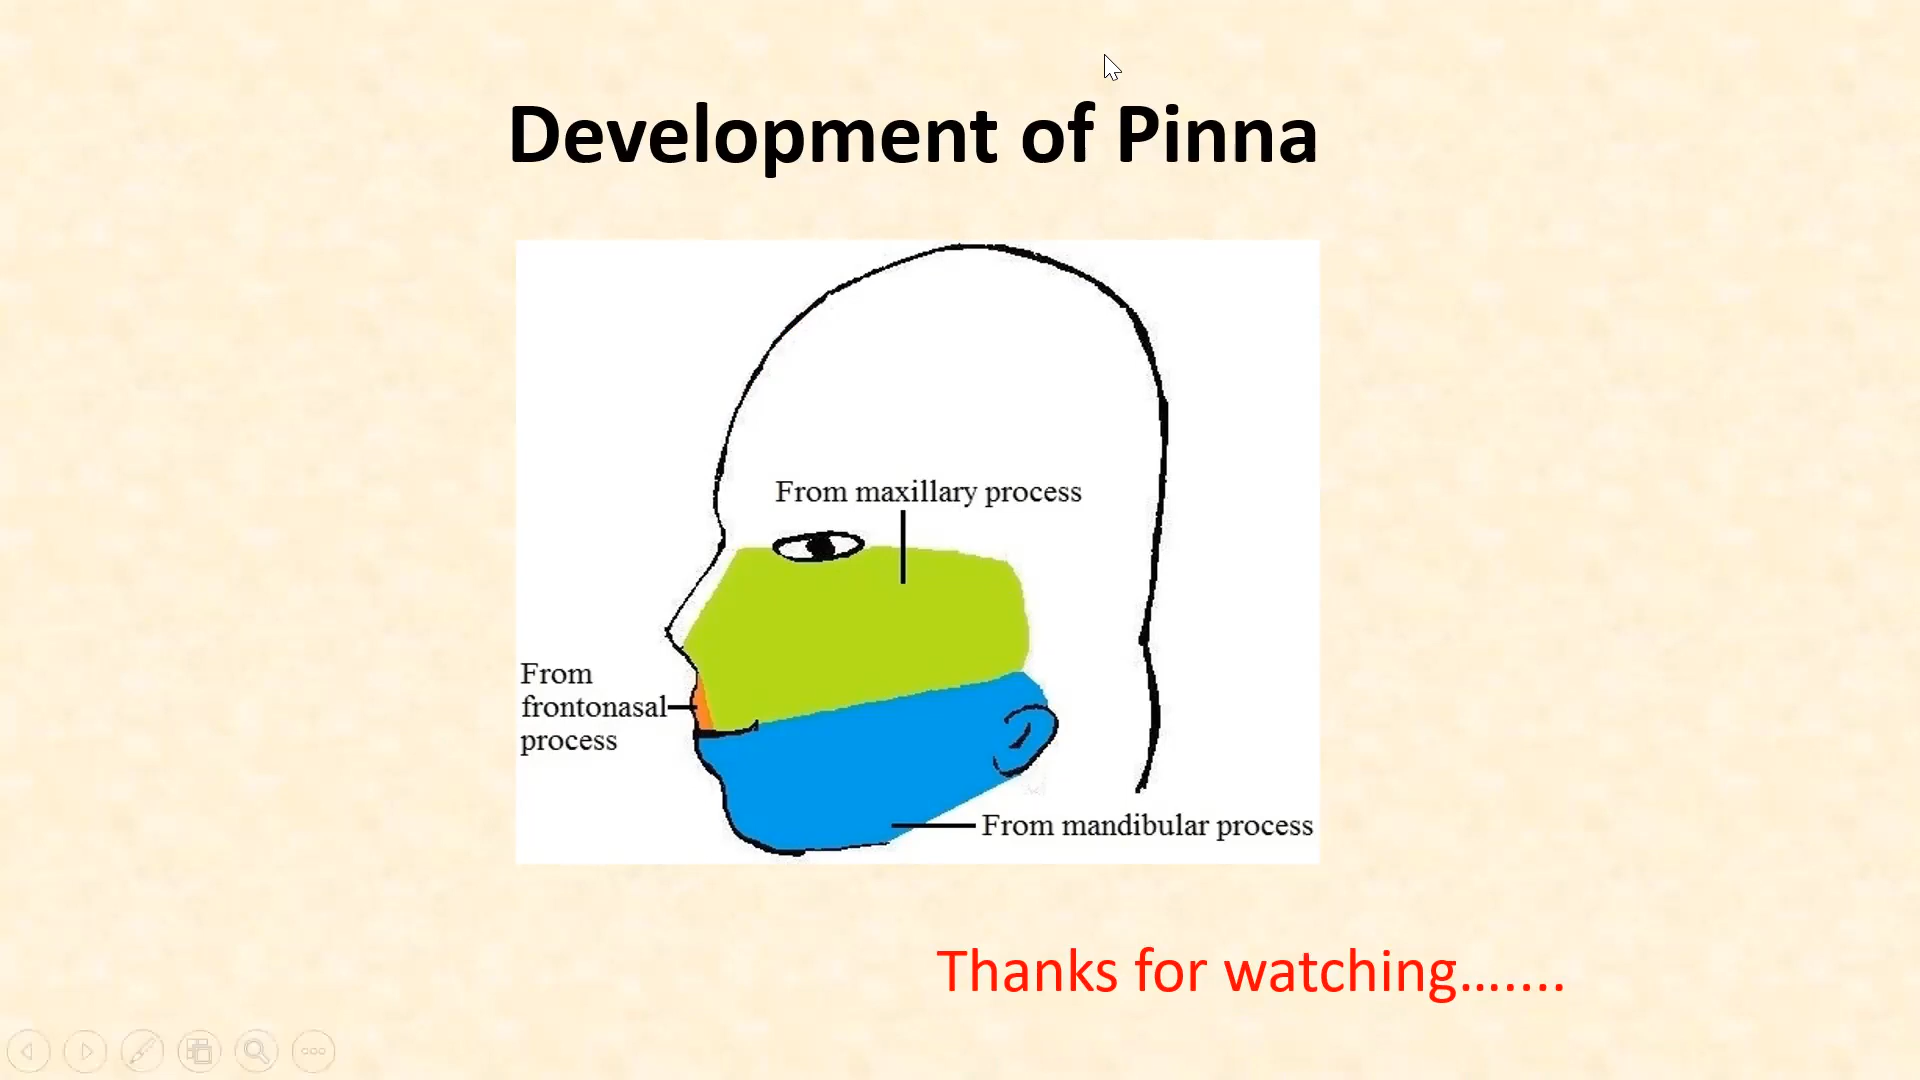 Development of Pinna
From maxillary process
From
frontonasal
process
From mandibular process
Thanks for watching.......